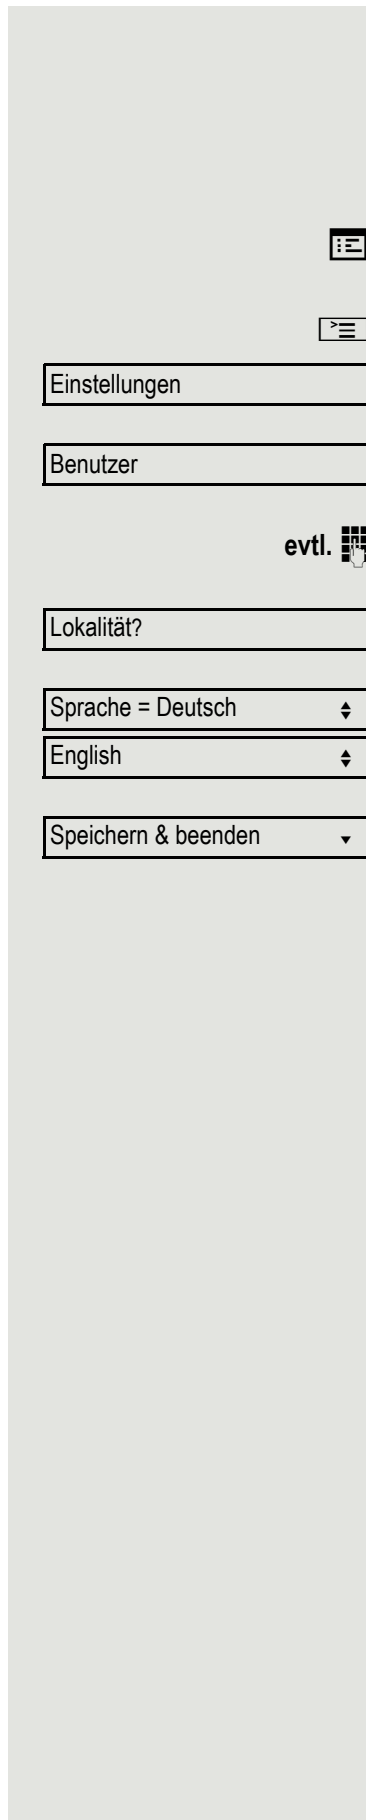 Einstellungen
Benutzer
evtl.
Lokalität?
Sprache = Deutsch
English
Speichern & beenden